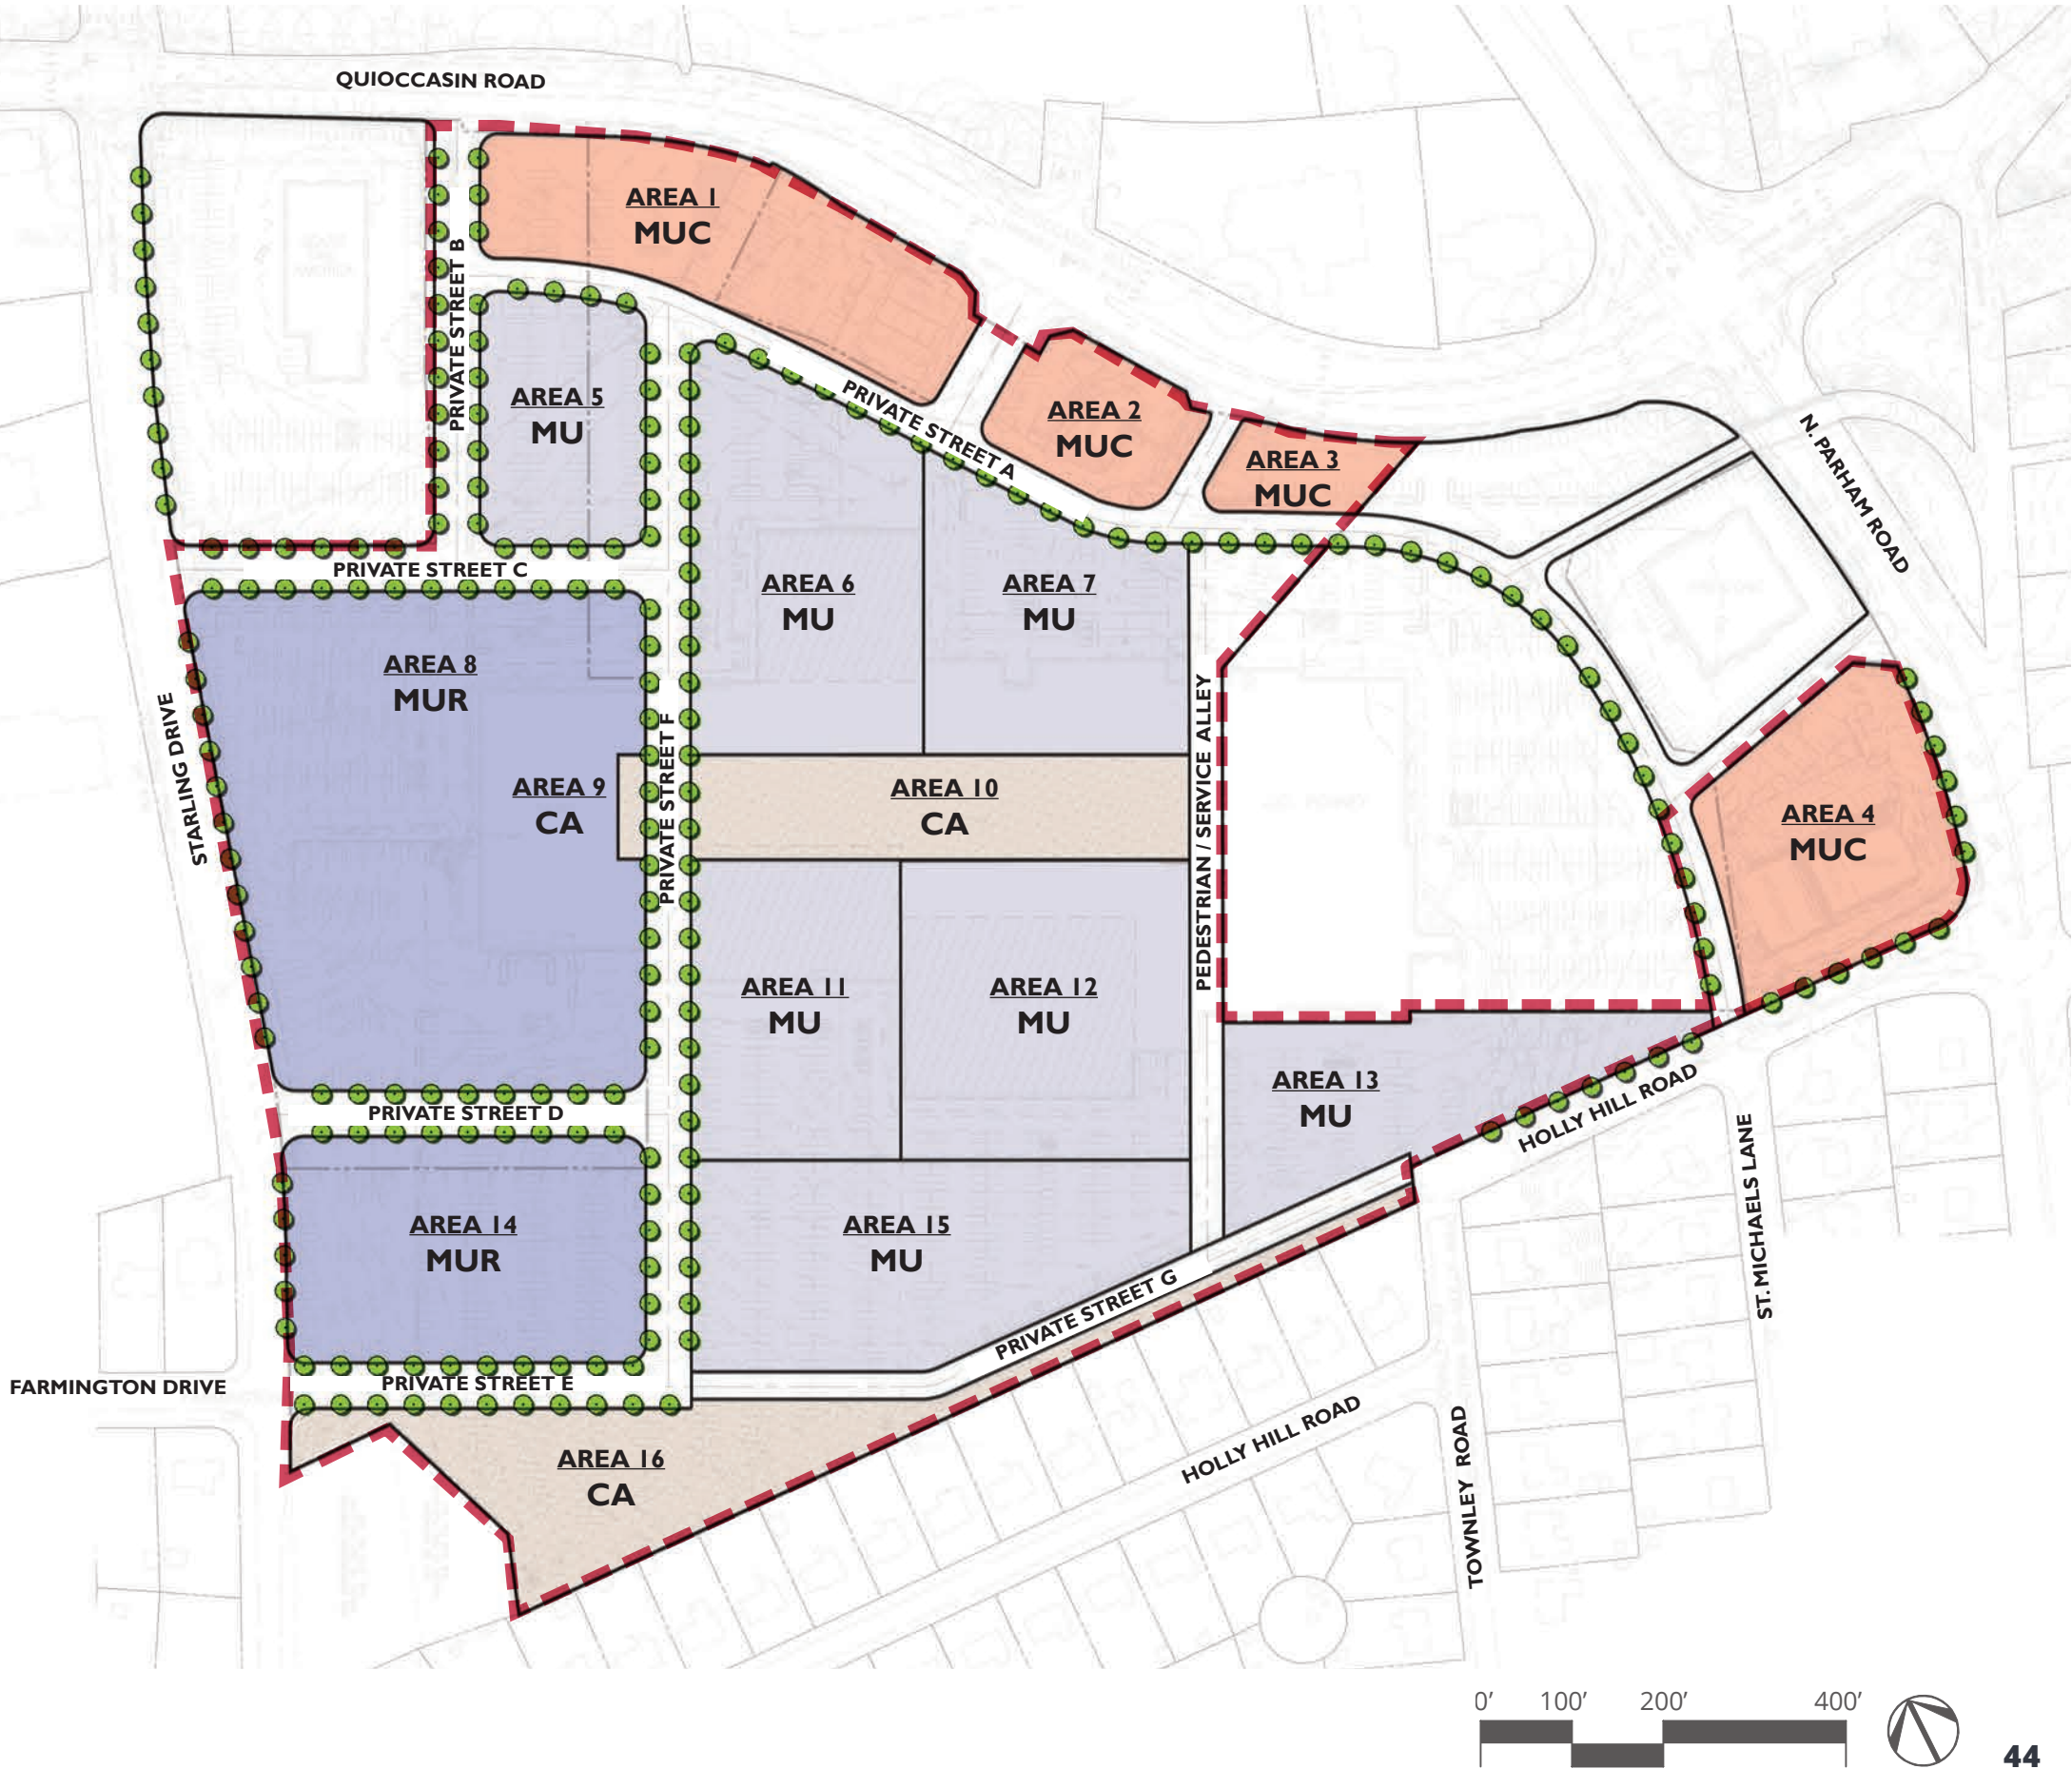 QUIOCCASIN ROAD
AREA 1
MUC
PRIVATE STREET B
AREA 5
MU
PRIVATE STREET A
AREA 2
MUC
AREA 3
MUC
N. PARHAM ROAD
PRIVATE STREET C
AREA 6
MU
AREA 7
MU
AREA 8
MUR
STARLING DRIVE
AREA 9
CA
PRIVATE STREET F
AREA 10
CA
PEDESTRIAN / SERVICE ALLEY
AREA 4
MUC
AREA 11
MU
AREA 12
MU
AREA 13
MU
HOLLY HILL ROAD
ST. MICHAELS LANE
PRIVATE STREET D
AREA 14
MUR
AREA 15
MU
PRIVATE STREET G
FARMINGTON DRIVE
PRIVATE STREET E
AREA 16
CA
HOLLY HILL ROAD
TOWNLEY ROAD
0’ 100’ 200’ 400’
44